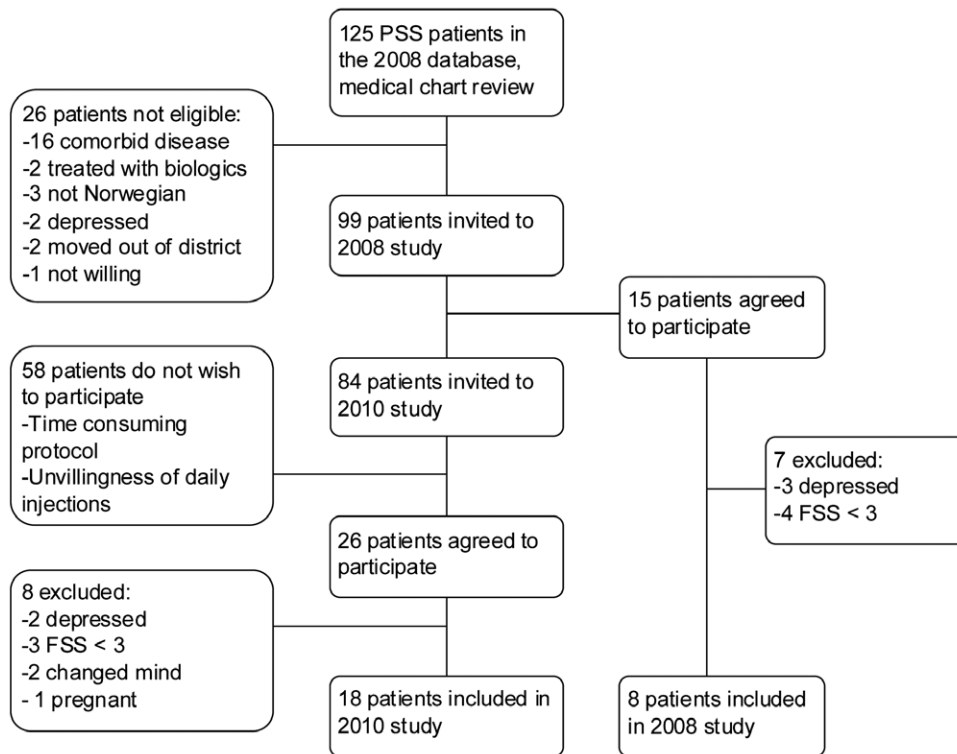 125 PSS patients in
the 2008 database,
medical chart review
26 patients not eligible:
-16 comorbid disease
-2 treated with biologics
-3 not Norwegian
-2 depressed
-2 moved out of district
-1 not willing
99 patients invited to
2008 study
15 patients agreed
to participate
58 patients do not wish
to participate
-Time consuming
protocol
-Unvillingness of daily
injections
84 patients invited to
2010 study
7 excluded:
-3 depressed
-4 FSS < 3
26 patients agreed to
participate
8 excluded:
-2 depressed
-3 FSS < 3
-2 changed mind
- 1 pregnant
18 patients included in
2010 study
8 patients included
in 2008 study